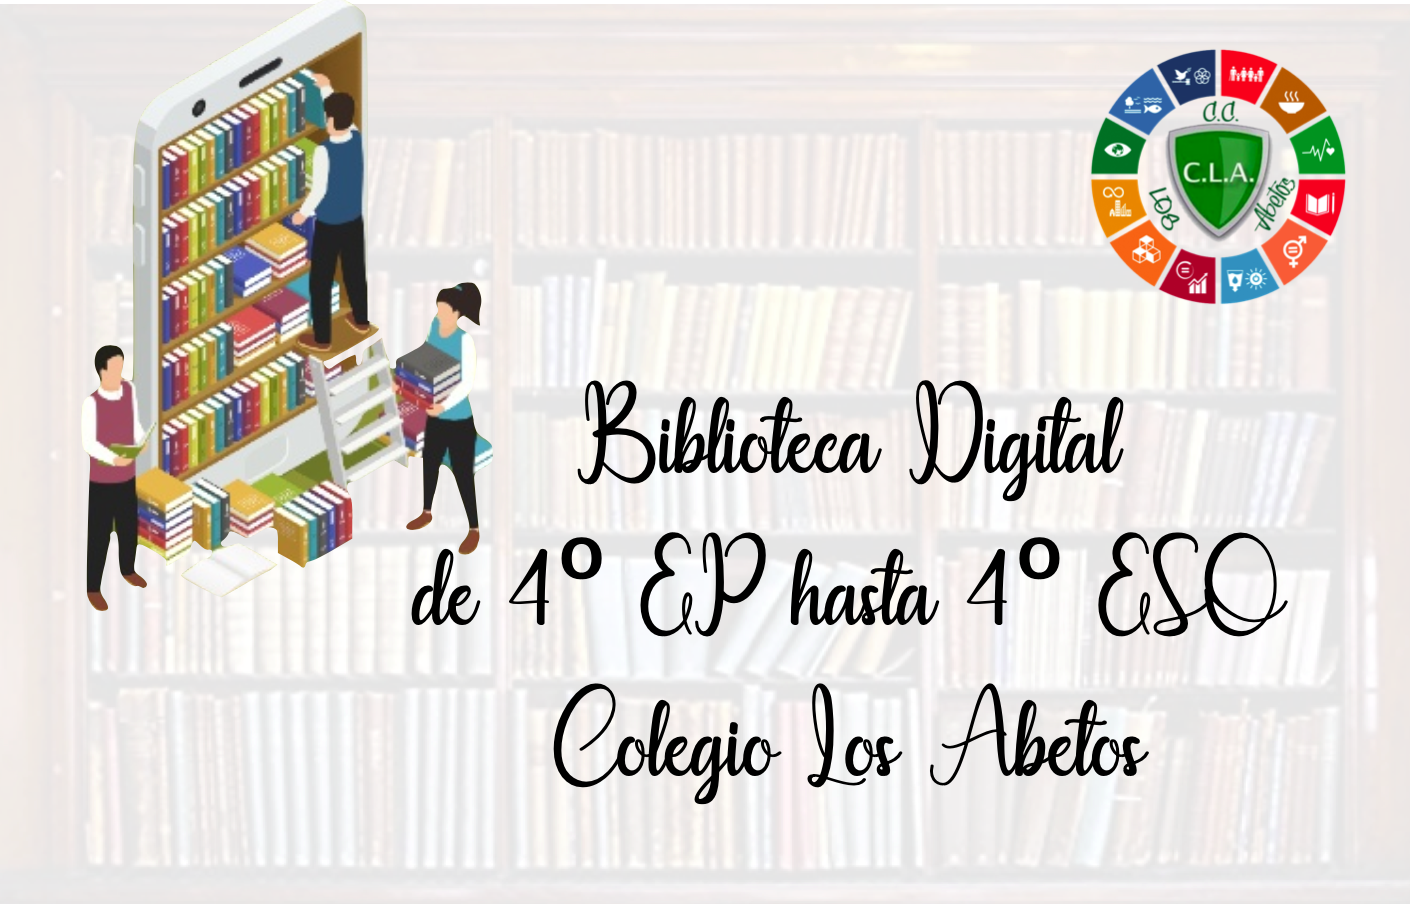 C.C.
C.L.A.
LOS Abetos
Biblioteca Digital
de 4º EP hasta 4º ESO
Colegio Los Abetos